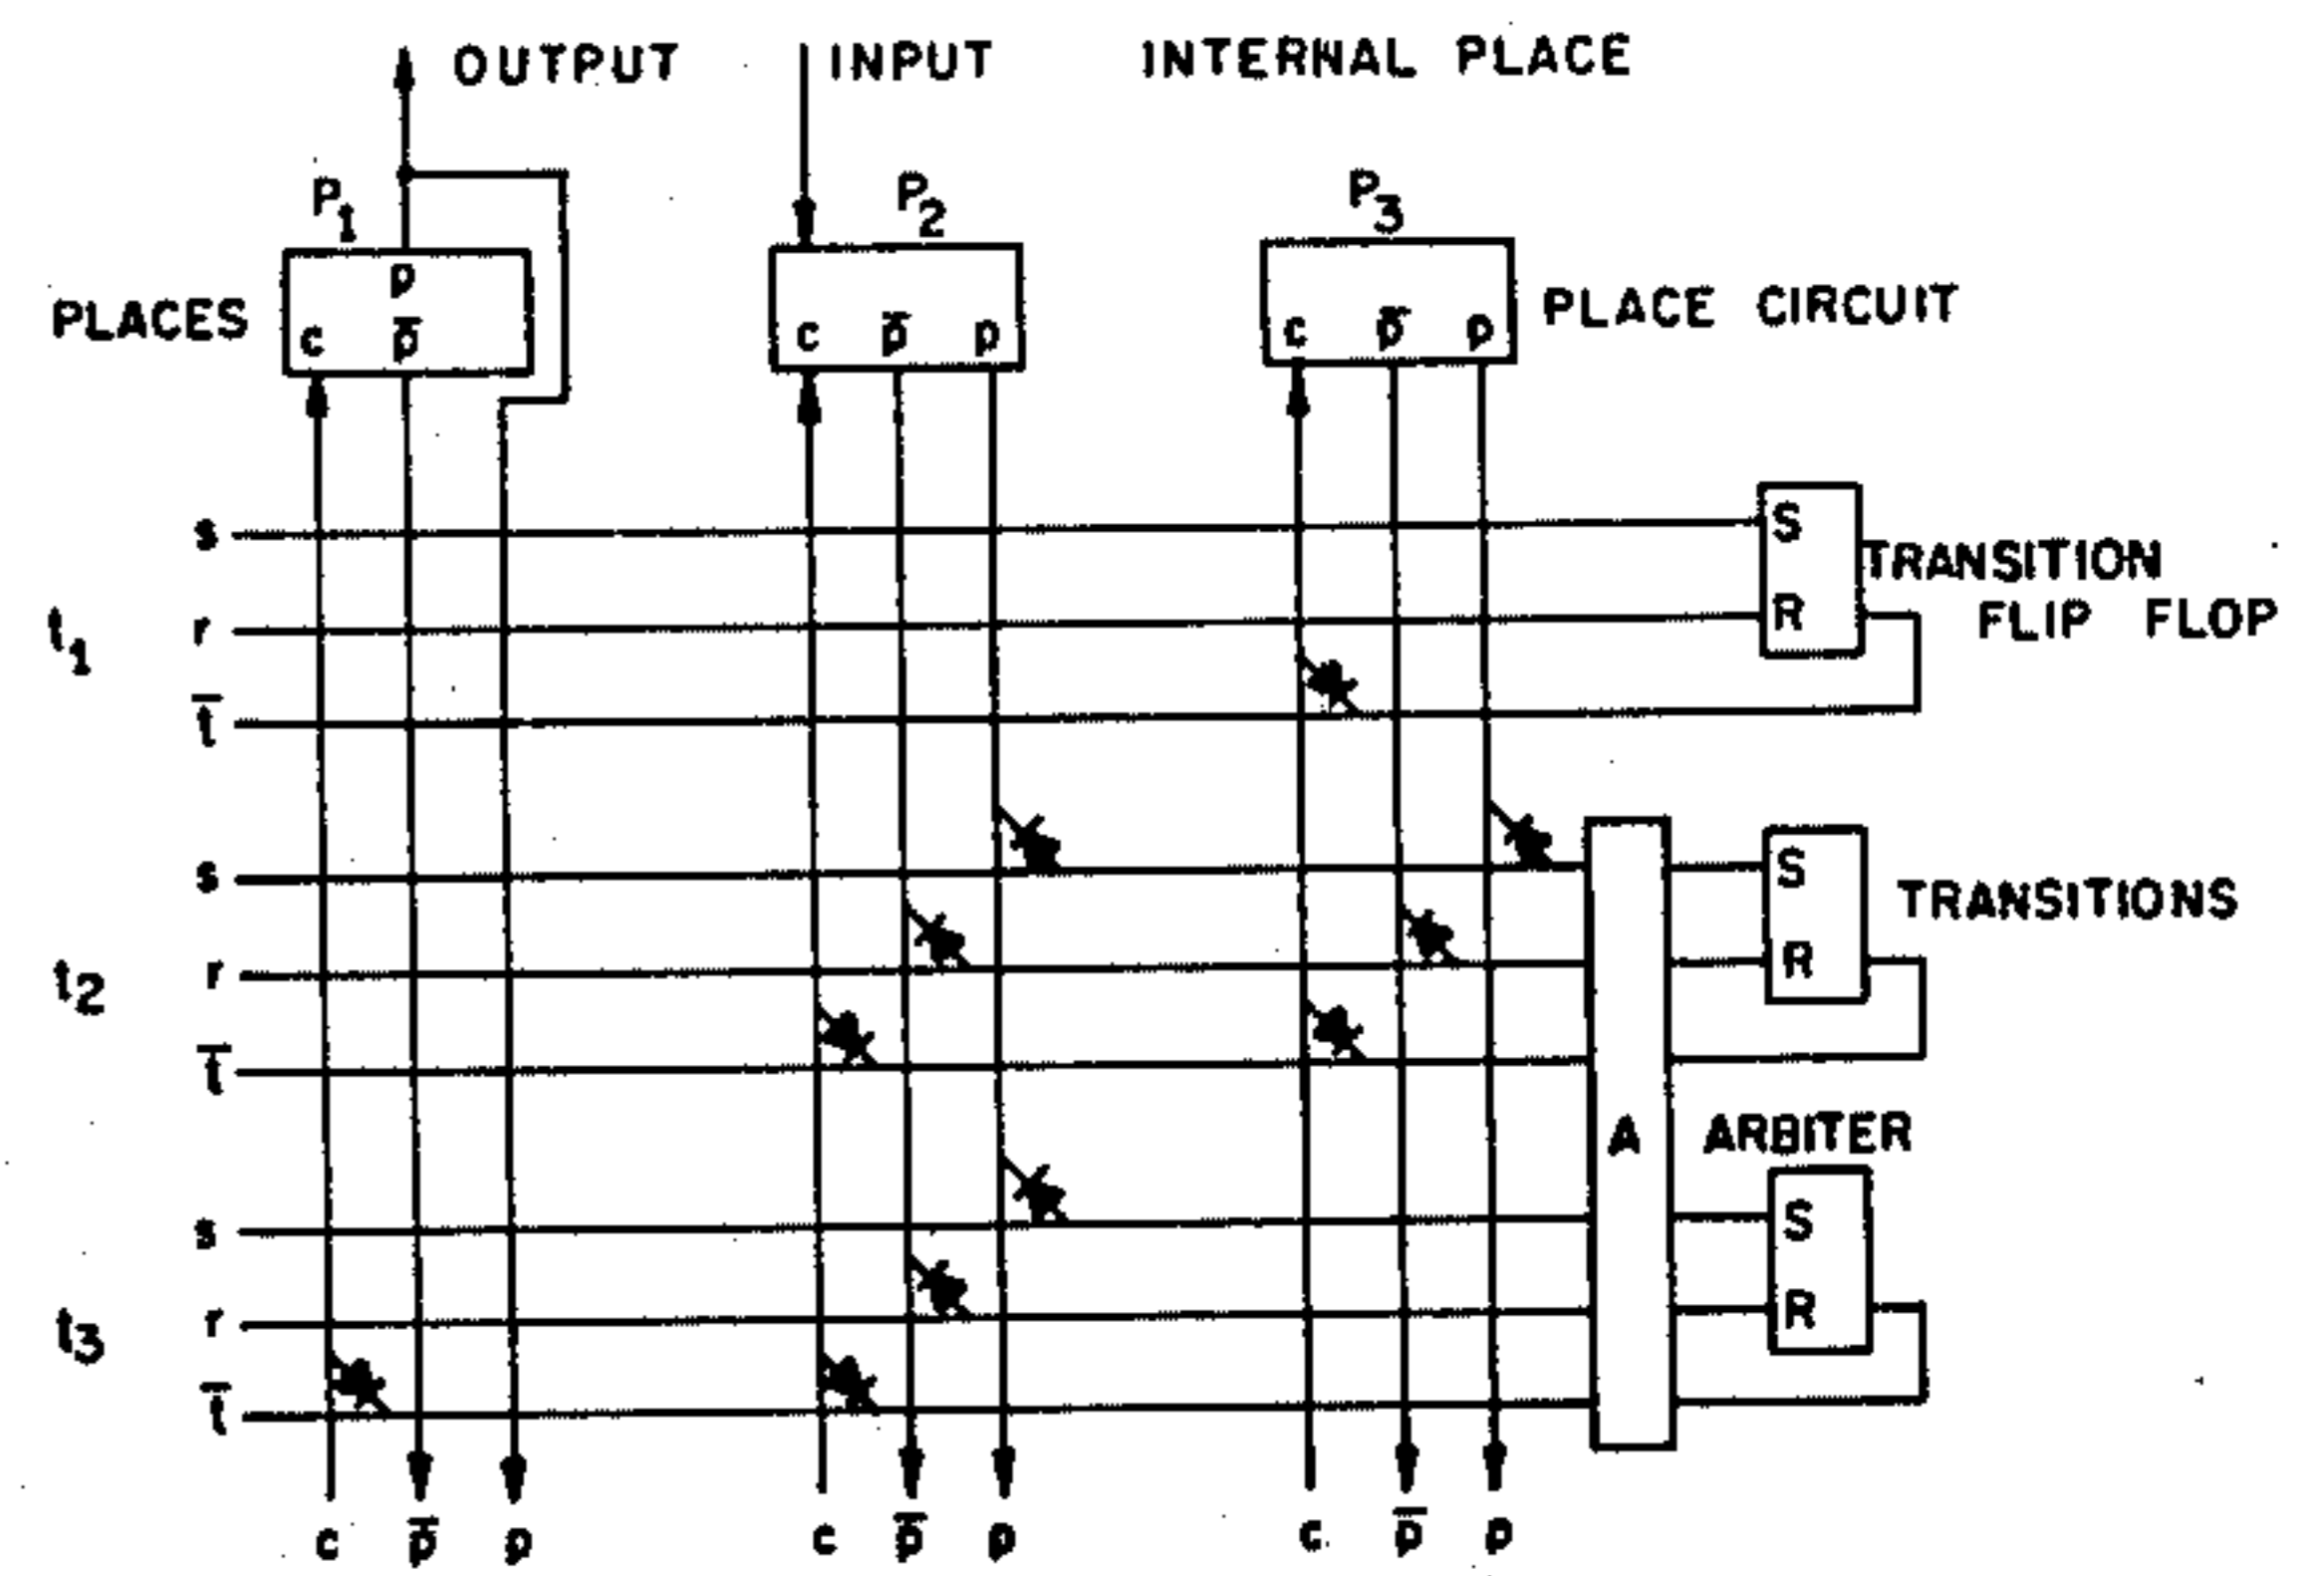 OUTPUT INPUT INTERNAL PLACE
P1 P2 P3
PLACES PLACE CIRCUIT
p
c p̅ c p̅ p c p̅ p
s S
TRANSITION
FLIP FLOP
t1 r R
t̅
s S
TRANSITIONS
t2 r R
t̅
A ARBITER
s S
t3 r R
t̅
c p̅ p c p̅ p c p̅ p